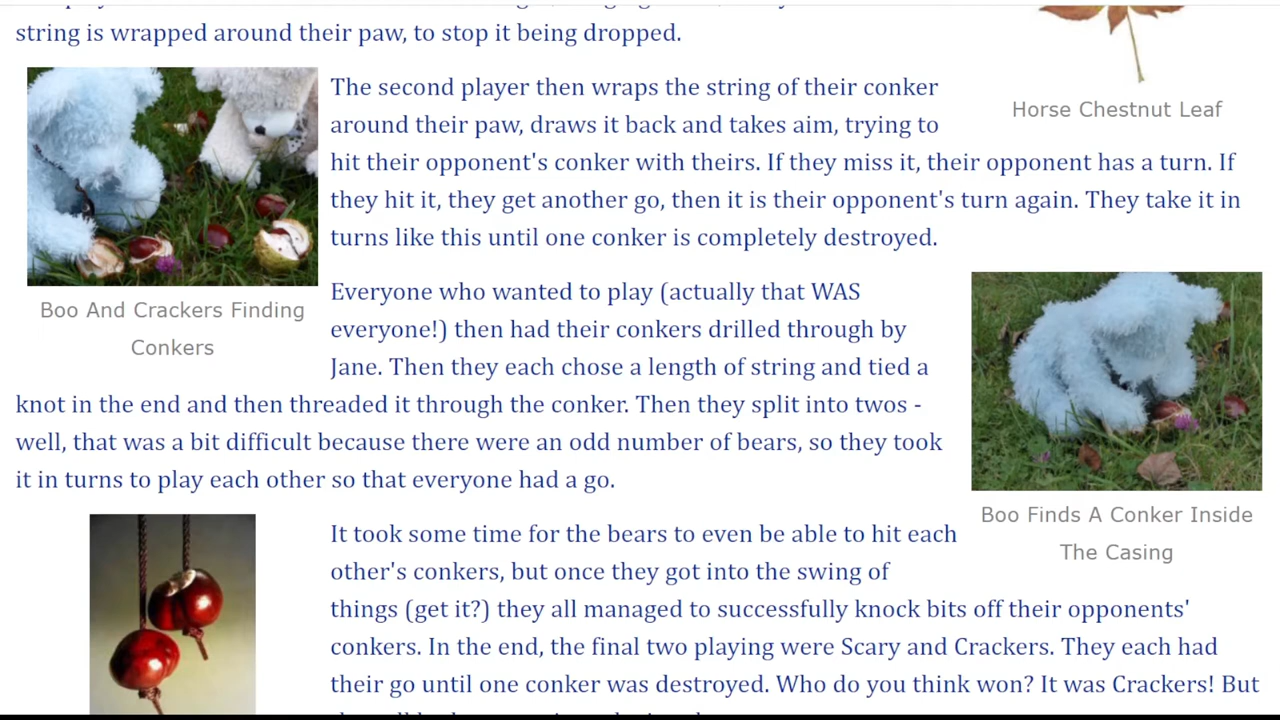 string is wrapped around their paw, to stop it being dropped.
Horse Chestnut Leaf
The second player then wraps the string of their conker
around their paw, draws it back and takes aim, trying to
hit their opponent's conker with theirs. If they miss it, their opponent has a turn. If
they hit it, they get another go, then it is their opponent's turn again. They take it in
turns like this until one conker is completely destroyed.
Boo And Crackers Finding
Conkers
Everyone who wanted to play (actually that WAS
everyone!) then had their conkers drilled through by
Jane. Then they each chose a length of string and tied a
knot in the end and then threaded it through the conker. Then they split into twos -
well, that was a bit difficult because there were an odd number of bears, so they took
it in turns to play each other so that everyone had a go.
Boo Finds A Conker Inside
The Casing
It took some time for the bears to even be able to hit each
other's conkers, but once they got into the swing of
things (get it?) they all managed to successfully knock bits off their opponents'
conkers. In the end, the final two playing were Scary and Crackers. They each had
their go until one conker was destroyed. Who do you think won? It was Crackers! But